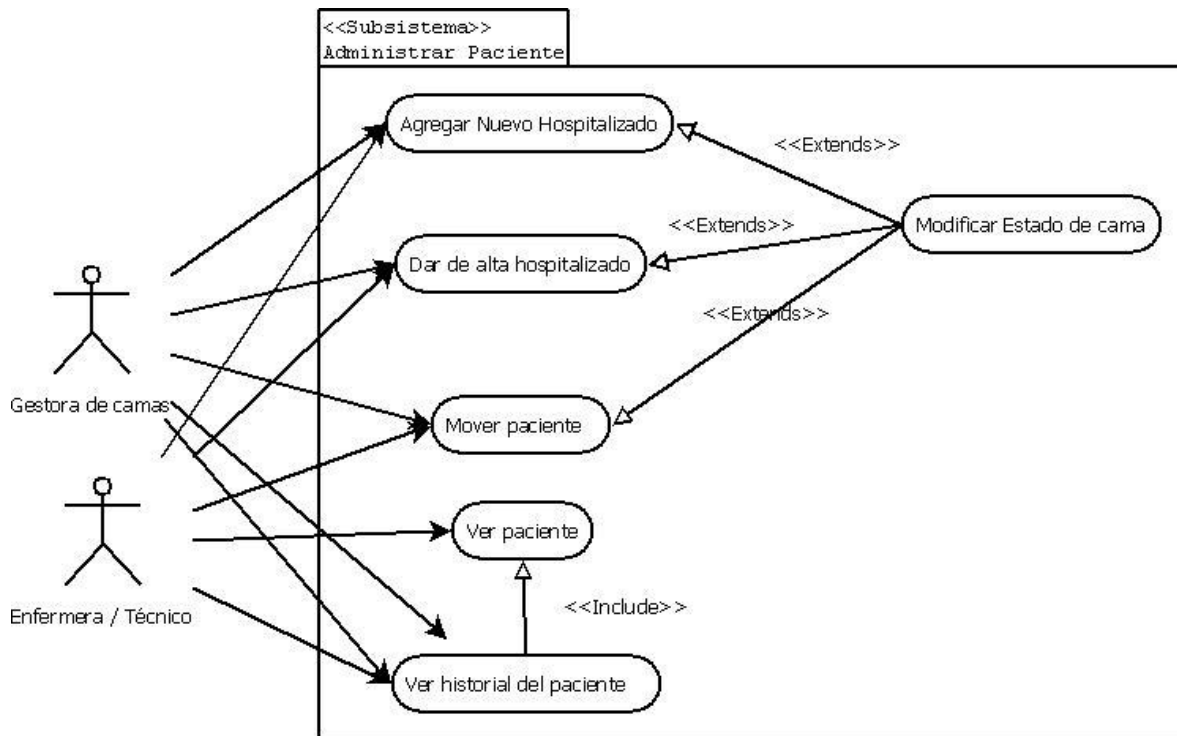 <<Subsistema>>
Administrar Paciente
Agregar Nuevo Hospitalizado
<<Extends>>
Modificar Estado de cama
<<Extends>>
Dar de alta hospitalizado
<<Extends>>
Gestora de camas
Mover paciente
Ver paciente
Enfermera / Técnico
<<Include>>
Ver historial del paciente